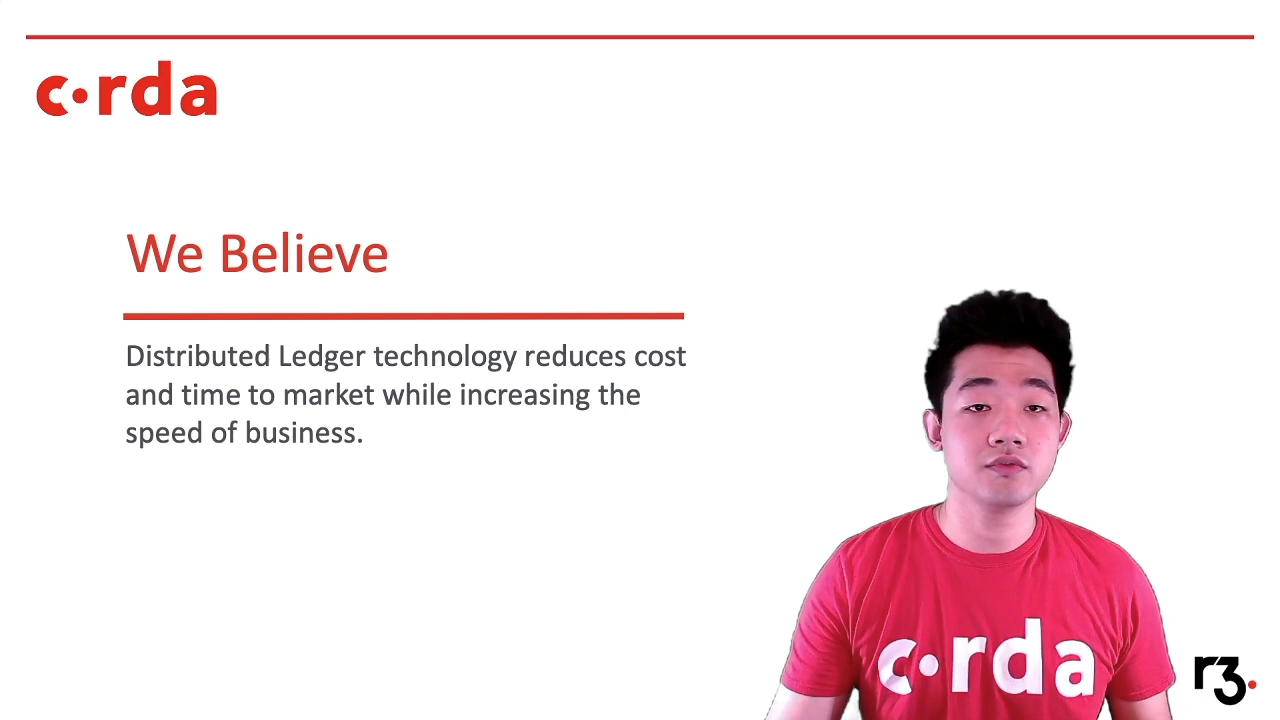 c•rda
We Believe
Distributed Ledger technology reduces cost
and time to market while increasing the
speed of business.
c•rda
r3.